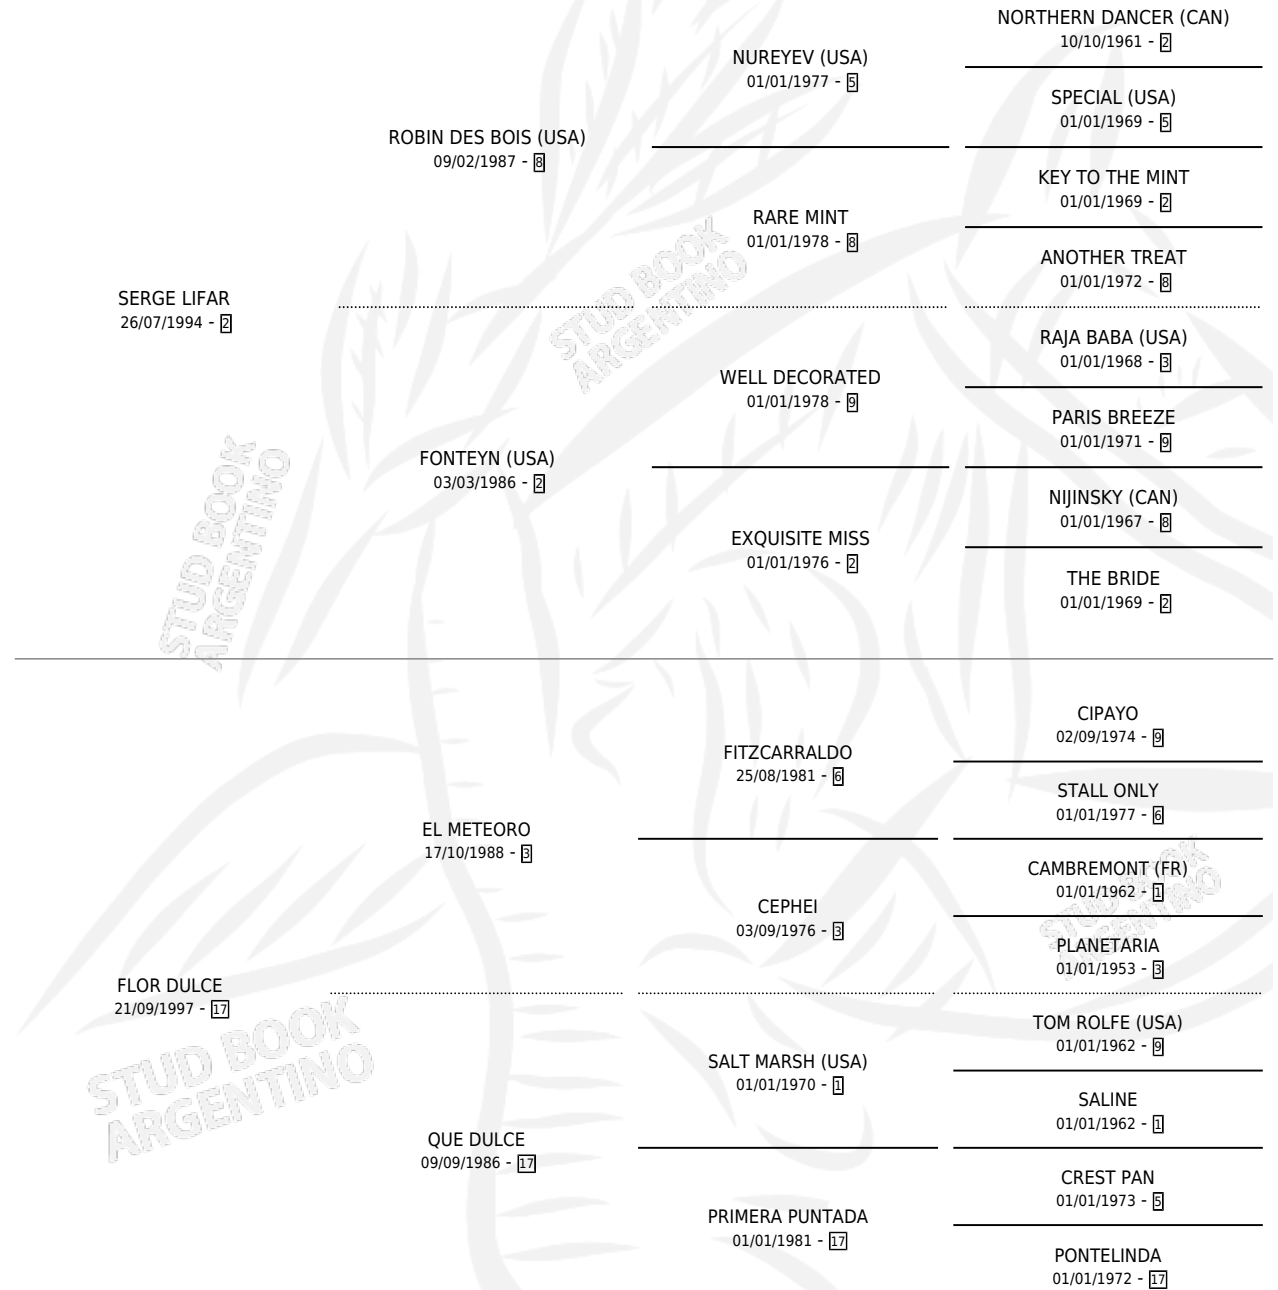 NORTHERN DANCER (CAN)
10/10/1961 - 2
NUREYEV (USA)
01/01/1977 - 5
SPECIAL (USA)
01/01/1969 - 5
ROBIN DES BOIS (USA)
09/02/1987 - 8
KEY TO THE MINT
01/01/1969 - 2
RARE MINT
01/01/1978 - 8
ANOTHER TREAT
01/01/1972 - 8
SERGE LIFAR
26/07/1994 - 2
STUD BOOK
ARGENTINO
RAJA BABA (USA)
01/01/1968 - 3
WELL DECORATED
01/01/1978 - 9
PARIS BREEZE
01/01/1971 - 9
FONTEYN (USA)
03/03/1986 - 2
NIJINSKY (CAN)
01/01/1967 - 8
EXQUISITE MISS
01/01/1976 - 2
THE BRIDE
01/01/1969 - 2
STUD BOOK
ARGENTINO
CIPAYO
02/09/1974 - 9
FITZCARRALDO
25/08/1981 - 6
STALL ONLY
01/01/1977 - 6
EL METEORO
17/10/1988 - 3
CAMBREMONT (FR)
01/01/1962 - 1
CEPHEI
03/09/1976 - 3
PLANETARIA
01/01/1953 - 3
STUD BOOK
ARGENTINO
FLOR DULCE
21/09/1997 - 17
TOM ROLFE (USA)
01/01/1962 - 9
SALT MARSH (USA)
01/01/1970 - 1
SALINE
01/01/1962 - 1
STUD BOOK
ARGENTINO
QUE DULCE
09/09/1986 - 17
CREST PAN
01/01/1973 - 5
PRIMERA PUNTADA
01/01/1981 - 17
PONTELINDA
01/01/1972 - 17